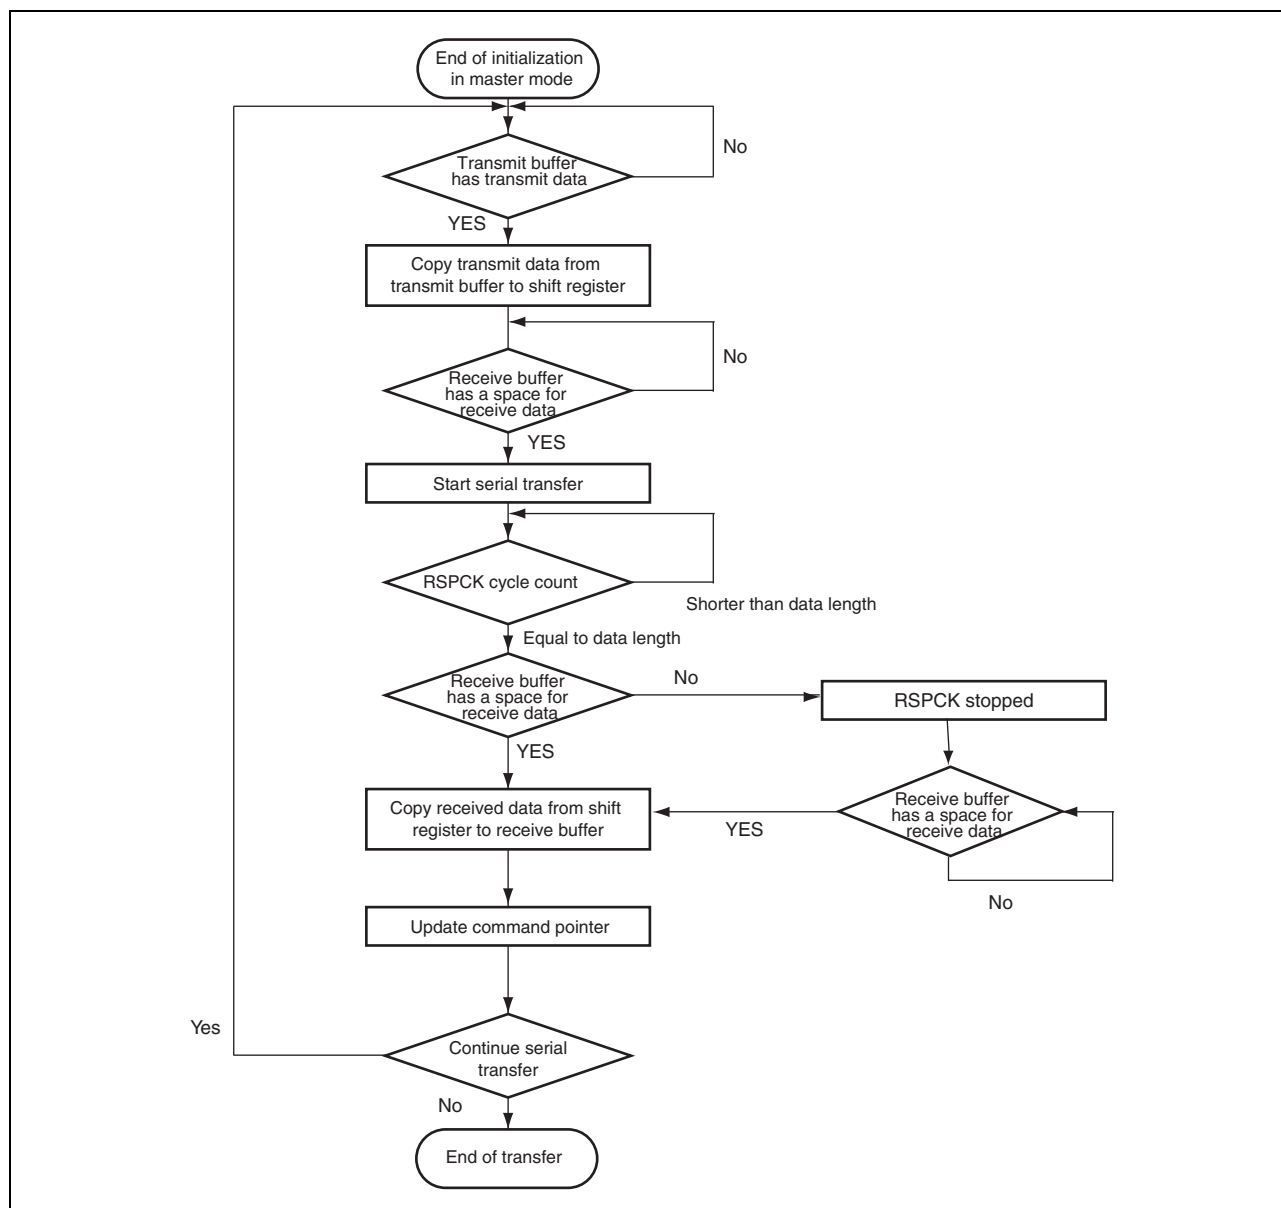 End of initialization
in master mode
No
Transmit buffer
has transmit data
YES
Copy transmit data from
transmit buffer to shift register
No
Receive buffer
has a space for
receive data
YES
Start serial transfer
RSPCK cycle count
Shorter than data length
Equal to data length
Receive buffer
has a space for
receive data
No
RSPCK stopped
YES
Copy received data from shift
register to receive buffer
YES
Receive buffer
has a space for
receive data
No
Update command pointer
Yes
Continue serial
transfer
No
End of transfer